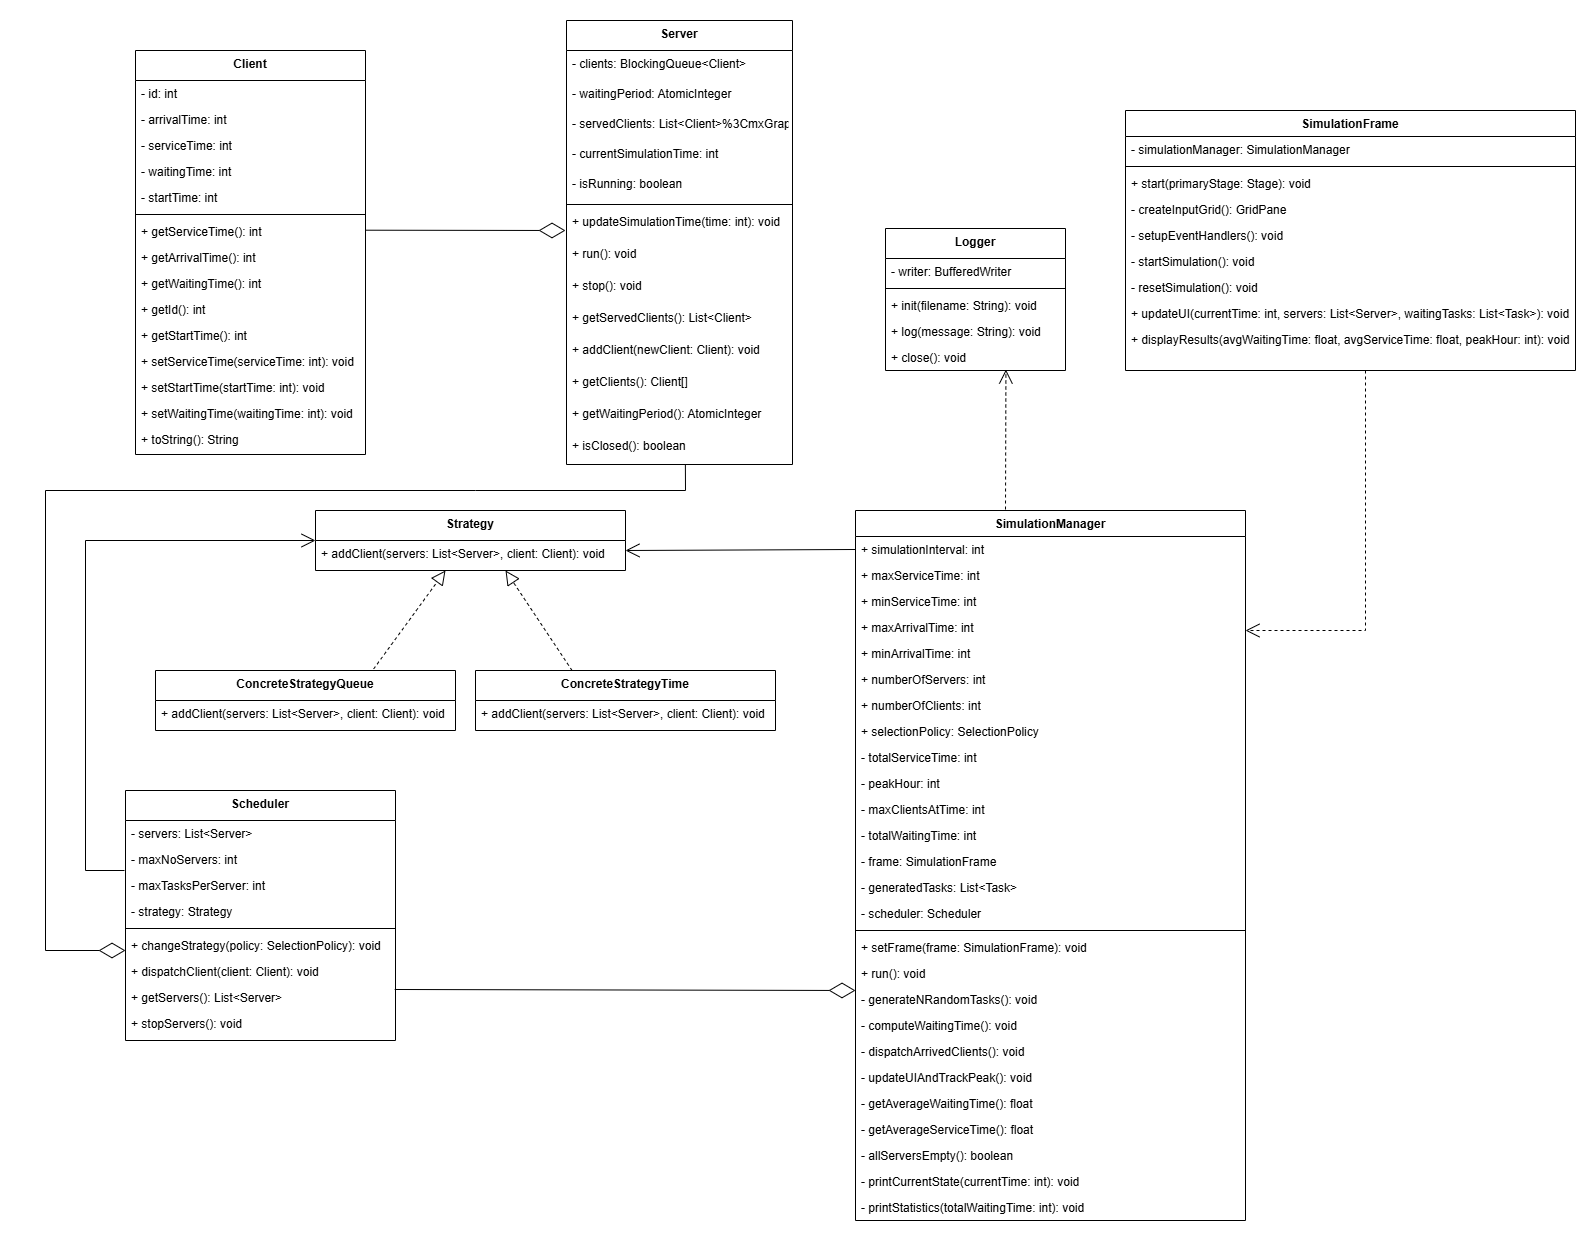 Client
- id: int
- arrivalTime: int
- serviceTime: int
- waitingTime: int
- startTime: int
+ getServiceTime(): int
+ getArrivalTime(): int
+ getWaitingTime(): int
+ getId(): int
+ getStartTime(): int
+ setServiceTime(serviceTime: int): void
+ setStartTime(startTime: int): void
+ setWaitingTime(waitingTime: int): void
+ toString(): String
Server
- clients: BlockingQueue<Client>
- waitingPeriod: AtomicInteger
- servedClients: List<Client>%3CmxGrap
- currentSimulationTime: int
- isRunning: boolean
+ updateSimulationTime(time: int): void
+ run(): void
+ stop(): void
+ getServedClients(): List<Client>
+ addClient(newClient: Client): void
+ getClients(): Client[]
+ getWaitingPeriod(): AtomicInteger
+ isClosed(): boolean
Logger
- writer: BufferedWriter
+ init(filename: String): void
+ log(message: String): void
+ close(): void
SimulationFrame
- simulationManager: SimulationManager
+ start(primaryStage: Stage): void
- createInputGrid(): GridPane
- setupEventHandlers(): void
- startSimulation(): void
- resetSimulation(): void
+ updateUI(currentTime: int, servers: List<Server>, waitingTasks: List<Task>): void
+ displayResults(avgWaitingTime: float, avgServiceTime: float, peakHour: int): void
Strategy
+ addClient(servers: List<Server>, client: Client): void
ConcreteStrategyQueue
+ addClient(servers: List<Server>, client: Client): void
ConcreteStrategyTime
+ addClient(servers: List<Server>, client: Client): void
Scheduler
- servers: List<Server>
- maxNoServers: int
- maxTasksPerServer: int
- strategy: Strategy
+ changeStrategy(policy: SelectionPolicy): void
+ dispatchClient(client: Client): void
+ getServers(): List<Server>
+ stopServers(): void
SimulationManager
+ simulationInterval: int
+ maxServiceTime: int
+ minServiceTime: int
+ maxArrivalTime: int
+ minArrivalTime: int
+ numberOfServers: int
+ numberOfClients: int
+ selectionPolicy: SelectionPolicy
- totalServiceTime: int
- peakHour: int
- maxClientsAtTime: int
- totalWaitingTime: int
- frame: SimulationFrame
- generatedTasks: List<Task>
- scheduler: Scheduler
+ setFrame(frame: SimulationFrame): void
+ run(): void
- generateNRandomTasks(): void
- computeWaitingTime(): void
- dispatchArrivedClients(): void
- updateUIAndTrackPeak(): void
- getAverageWaitingTime(): float
- getAverageServiceTime(): float
- allServersEmpty(): boolean
- printCurrentState(currentTime: int): void
- printStatistics(totalWaitingTime: int): void